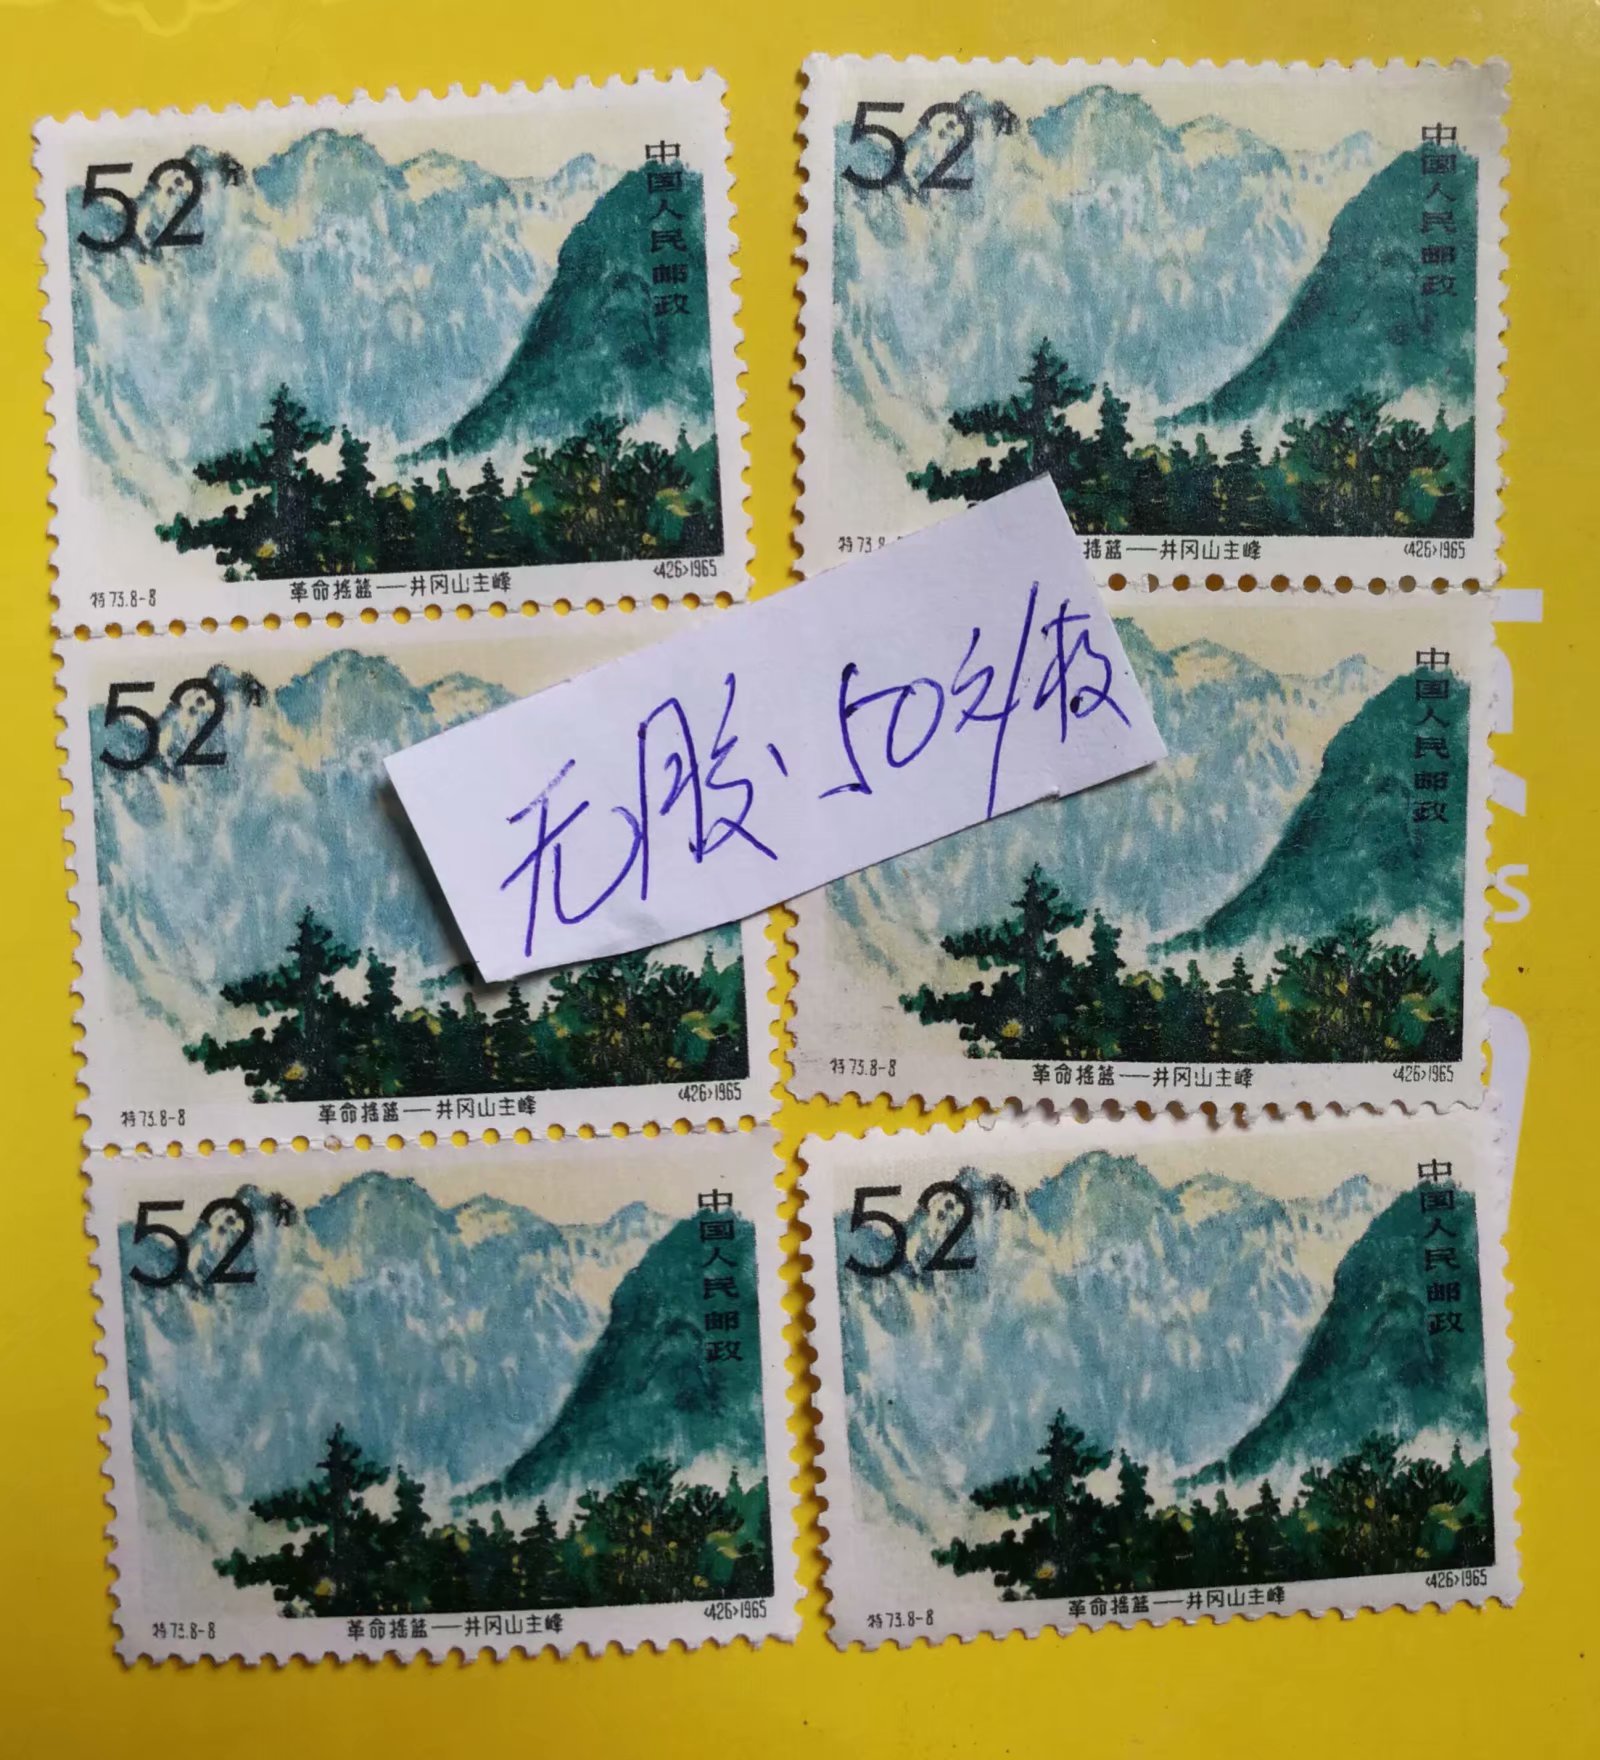 52分
中国人民邮政
特73.8-8
革命摇篮——井冈山主峰
(426)1965
52分
中国人民邮政
特73.8
摇篮——井冈山主峰
(426)1965
无胶、50元/枚
52分
特73.8-8
革命摇篮——井冈山主峰
(426)1965
中国人民邮政
特73.8-8
革命摇篮——井冈山主峰
(426)1965
52分
中国人民邮政
特73.8-8
革命摇篮——井冈山主峰
(426)1965
52分
中国人民邮政
特73.8-8
革命摇篮——井冈山主峰
(426)1965
s